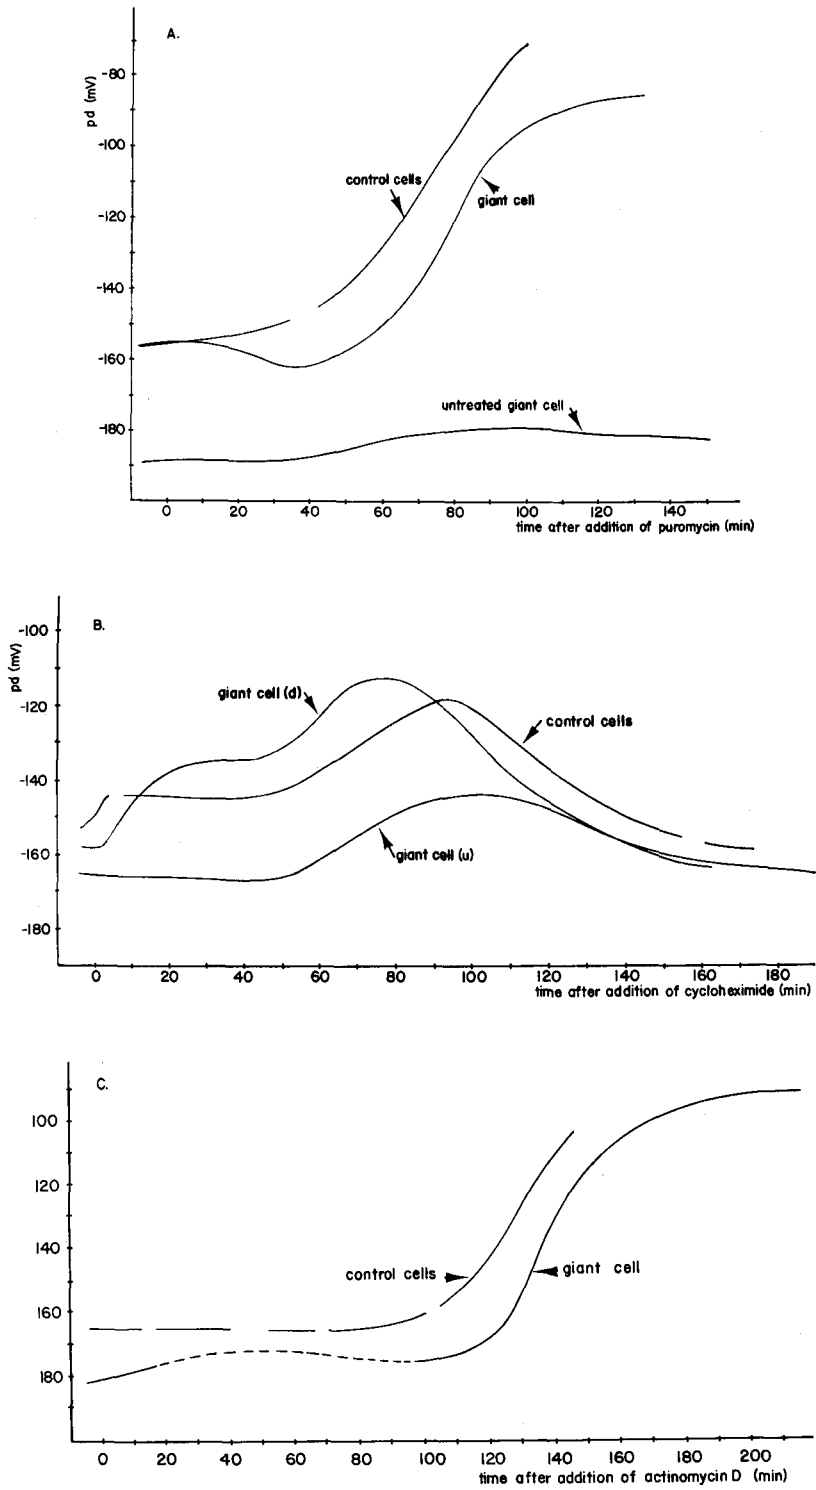 A.
pd (mV)
-80
-100
-120
-140
-160
-180
control cells
giant cell
untreated giant cell
0 20 40 60 80 100 120 140
time after addition of puromycin (min)
B.
pd (mV)
-100
-120
-140
-160
-180
giant cell (d)
control cells
giant cell (u)
0 20 40 60 80 100 120 140 160 180
time after addition of cycloheximide (min)
C.
100
120
140
160
180
control cells
giant cell
0 20 40 60 80 100 120 140 160 180 200
time after addition of actinomycin D (min)